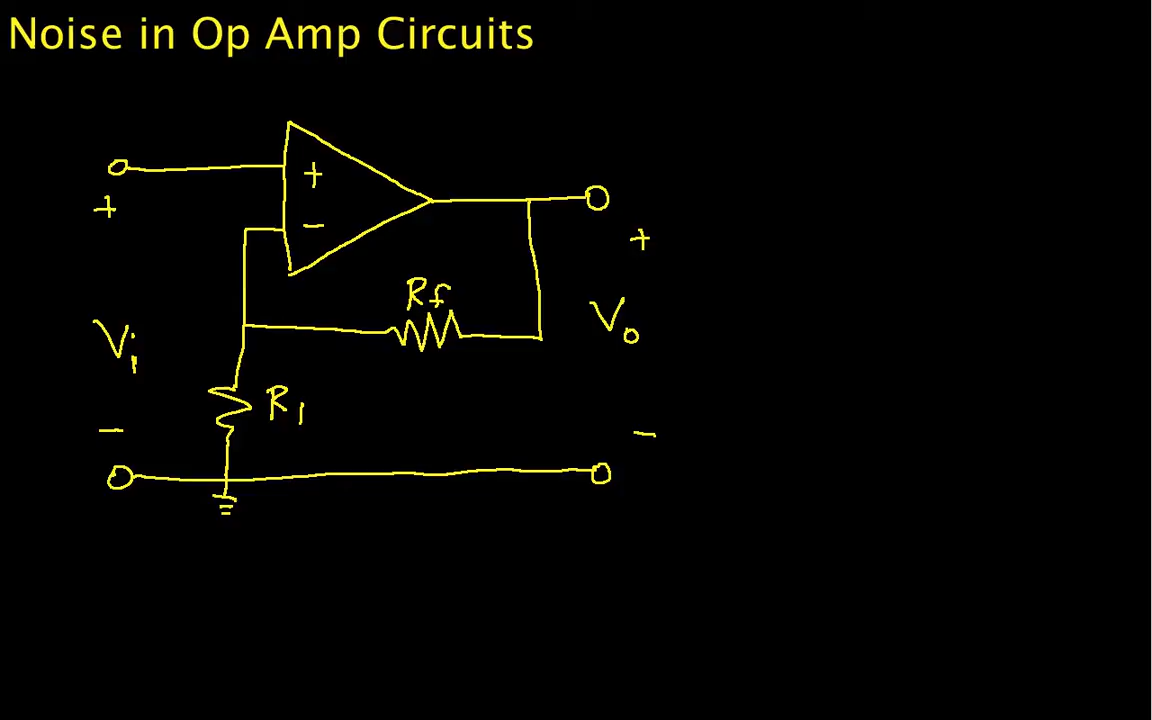 Noise in Op Amp Circuits
+
+
-
+
Rf
Vi
Vo
R1
-
-